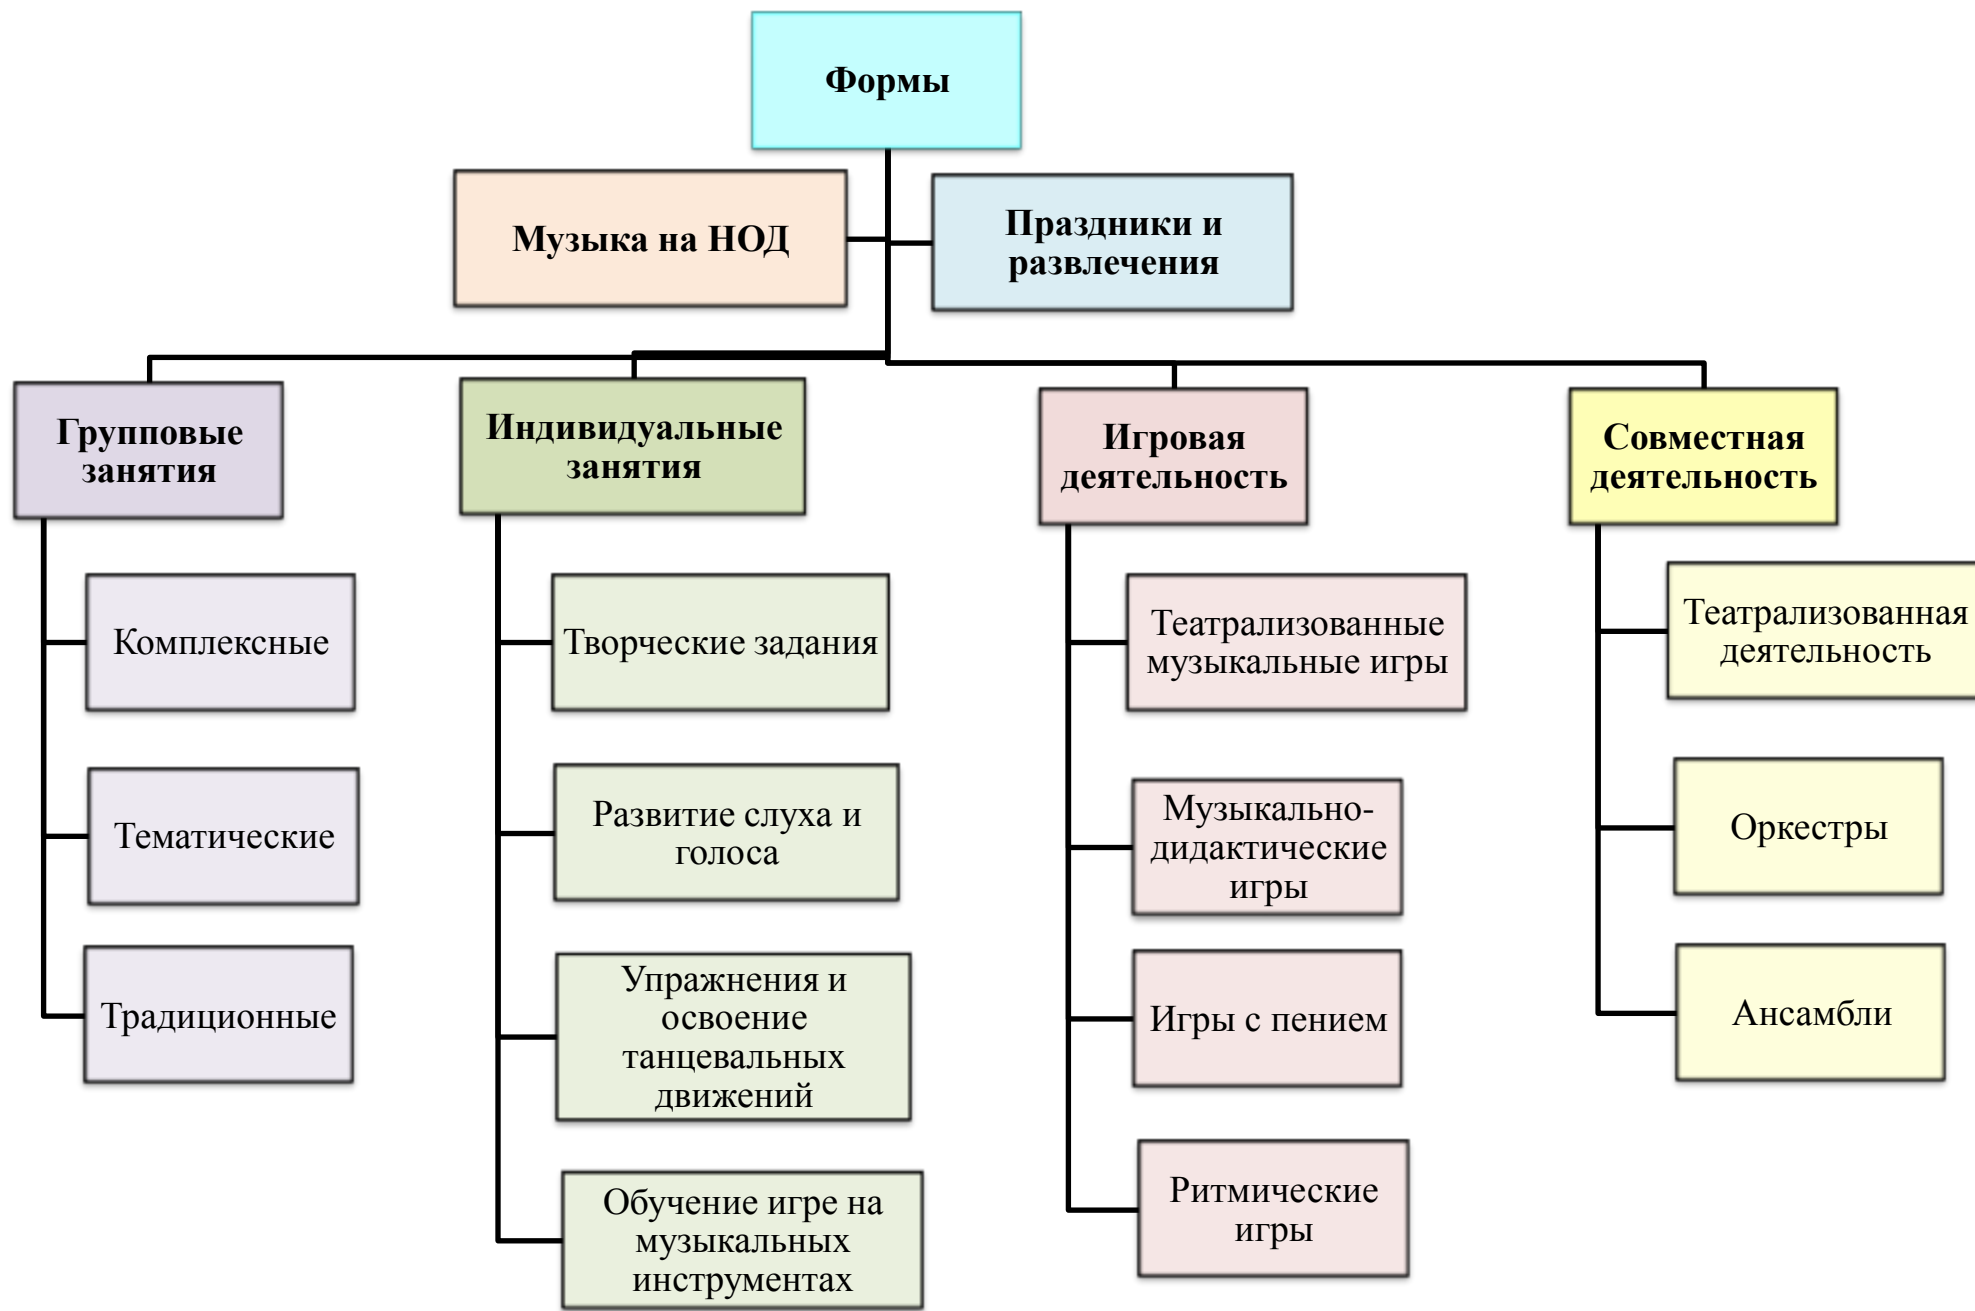 Формы
Музыка на НОД
Праздники и
развлечения
Групповые
занятия
Индивидуальные
занятия
Игровая
деятельность
Совместная
деятельность
Комплексные
Тематические
Традиционные
Творческие задания
Развитие слуха и
голоса
Упражнения и
освоение
танцевальных
движений
Обучение игре на
музыкальных
инструментах
Театрализованные
музыкальные игры
Музыкально-
дидактические
игры
Игры с пением
Ритмические
игры
Театрализованная
деятельность
Оркестры
Ансамбли